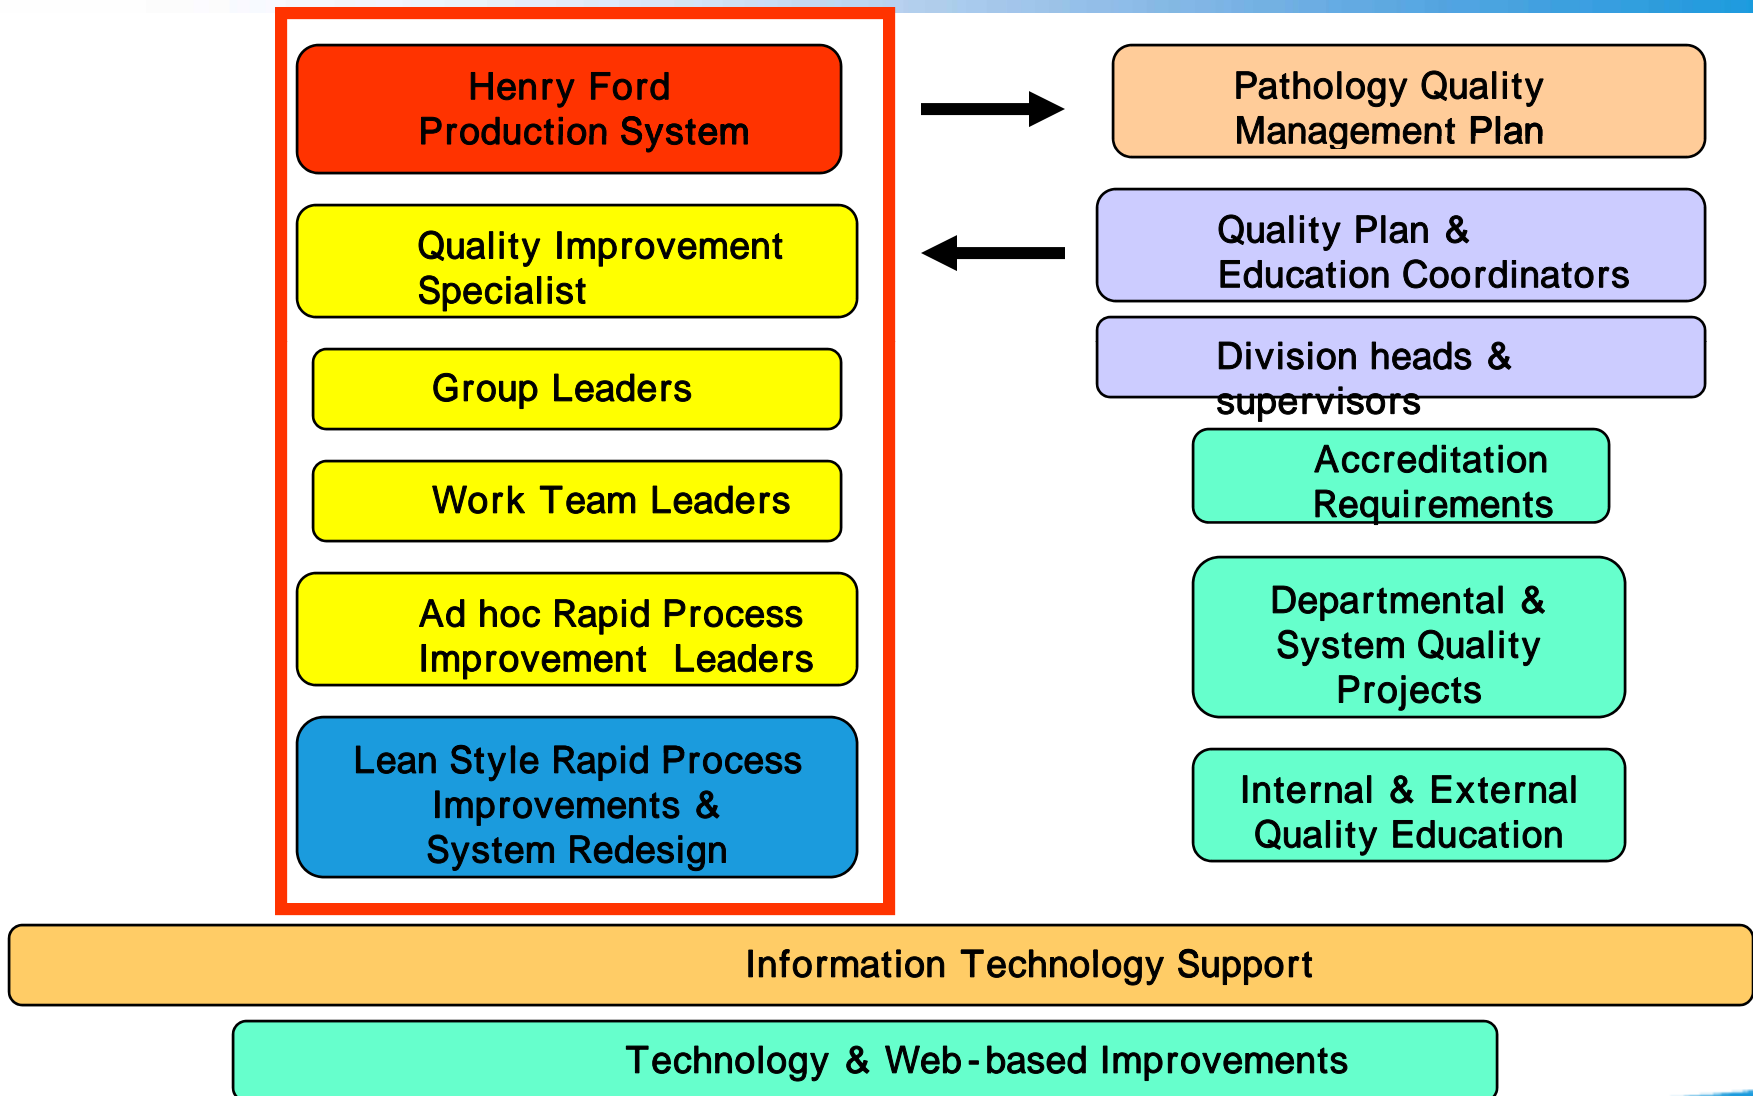 Henry Ford
Production System
Quality Improvement
Specialist
Group Leaders
Work Team Leaders
Ad hoc Rapid Process
Improvement Leaders
Lean Style Rapid Process
Improvements &
System Redesign
Pathology Quality
Management Plan
Quality Plan &
Education Coordinators
Division heads &
supervisors
Accreditation
Requirements
Departmental &
System Quality
Projects
Internal & External
Quality Education
Information Technology Support
Technology & Web-based Improvements